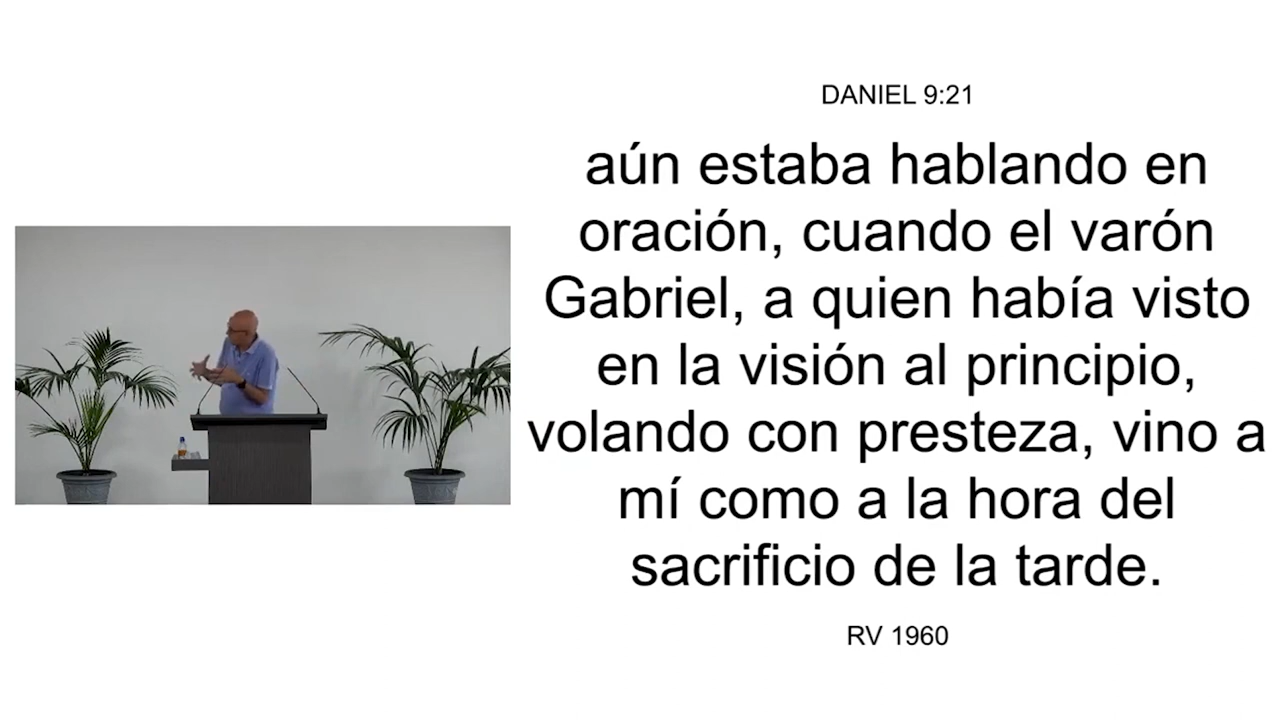 DANIEL 9:21
aún estaba hablando en
oración, cuando el varón
Gabriel, a quien había visto
en la visión al principio,
volando con presteza, vino a
mí como a la hora del
sacrificio de la tarde.
RV 1960